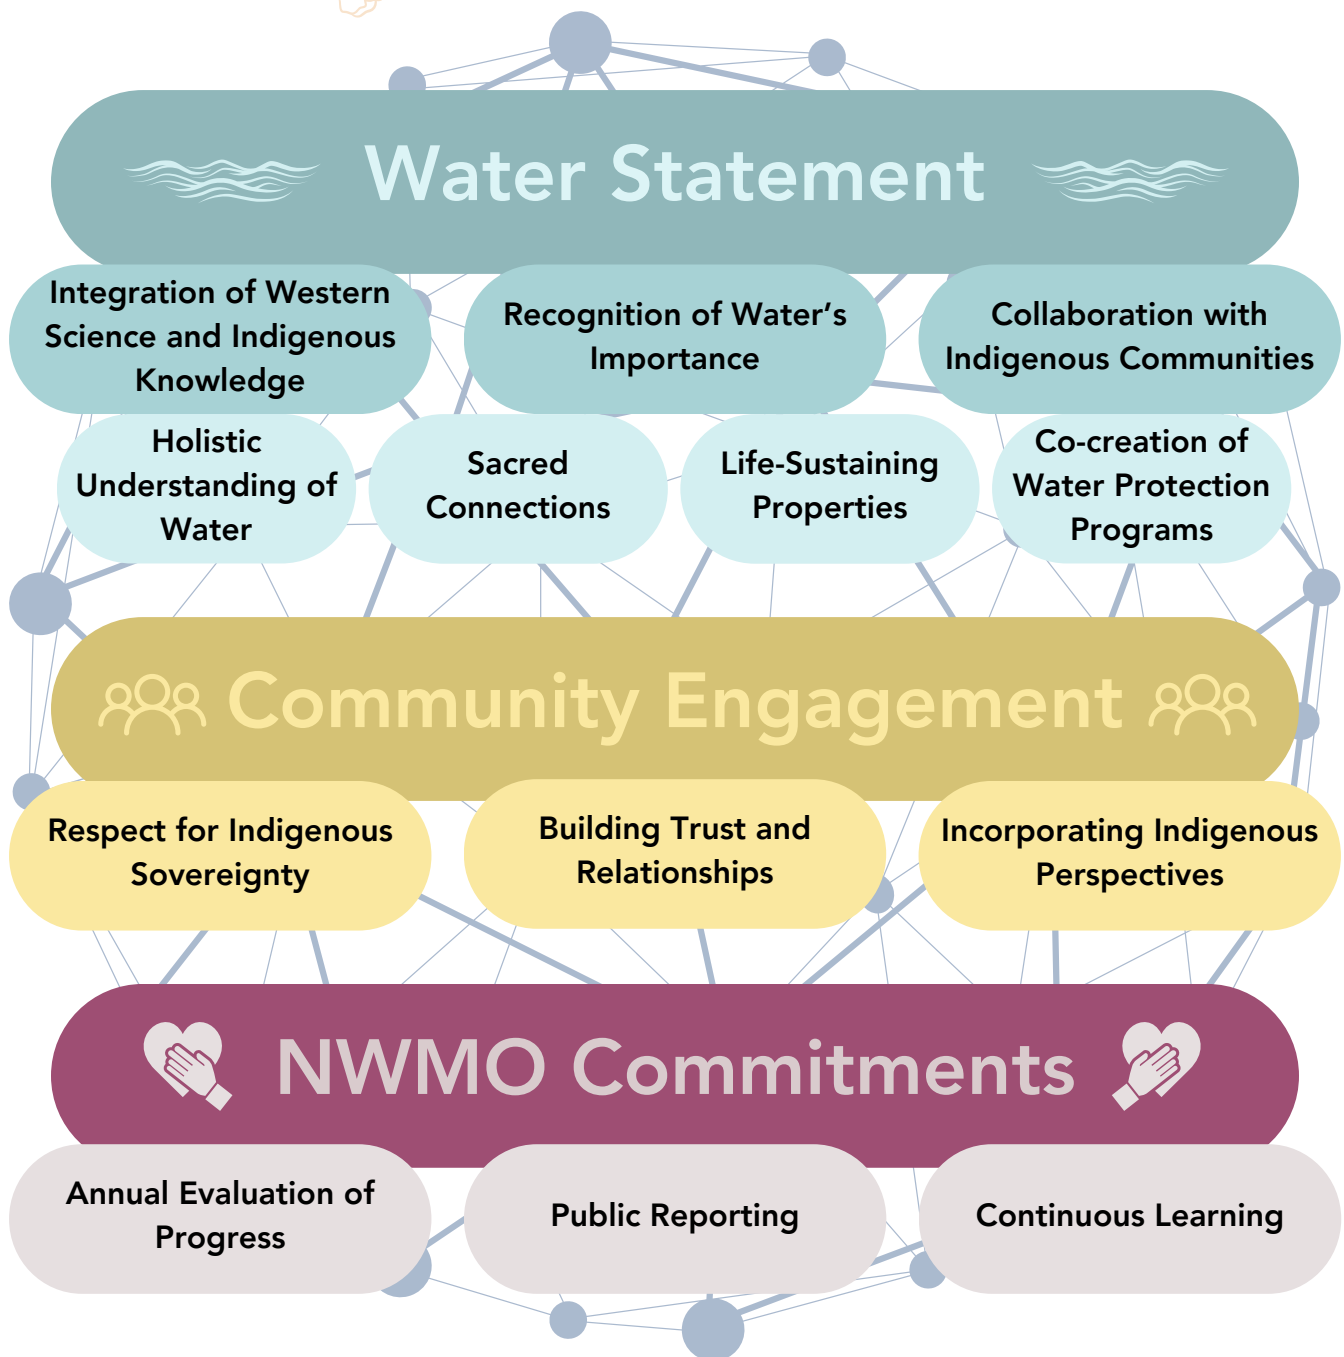 Water Statement
Integration of Western
Science and Indigenous
Knowledge
Recognition of Water’s
Importance
Collaboration with
Indigenous Communities
Holistic
Understanding of
Water
Sacred
Connections
Life-Sustaining
Properties
Co-creation of
Water Protection
Programs
Community Engagement
Respect for Indigenous
Sovereignty
Building Trust and
Relationships
Incorporating Indigenous
Perspectives
NWMO Commitments
Annual Evaluation of
Progress
Public Reporting
Continuous Learning